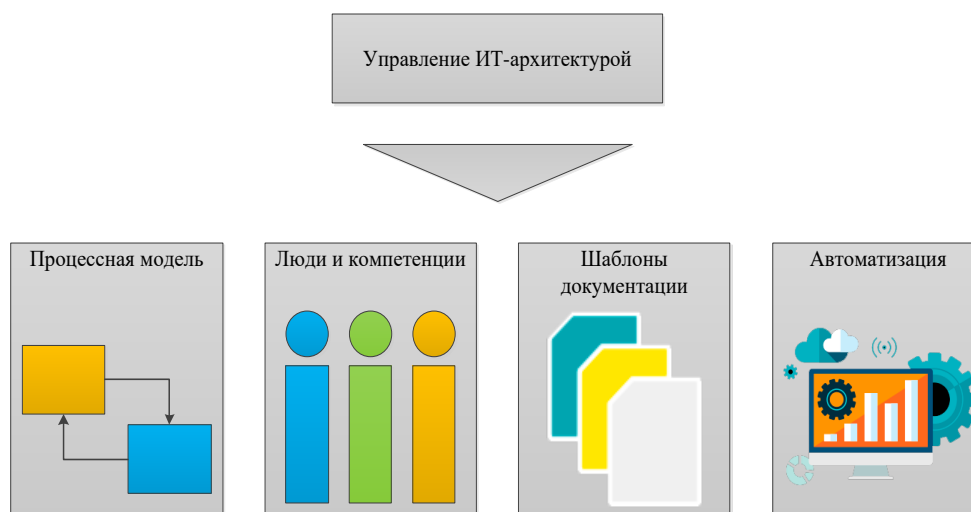 Управление ИТ-архитектурой
Процессная модель
Люди и компетенции
Шаблоны
документации
Автоматизация